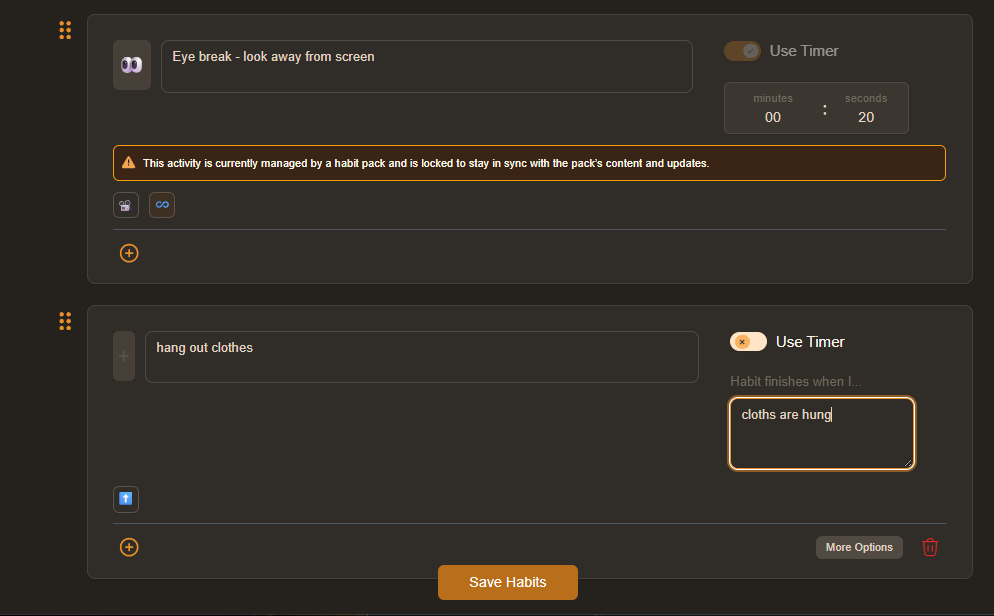 Eye break - look away from screen
Use Timer
minutes seconds
00 : 20
This activity is currently managed by a habit pack and is locked to stay in sync with the pack's content and updates.
hang out clothes
Use Timer
Habit finishes when I...
cloths are hung
More Options
Save Habits